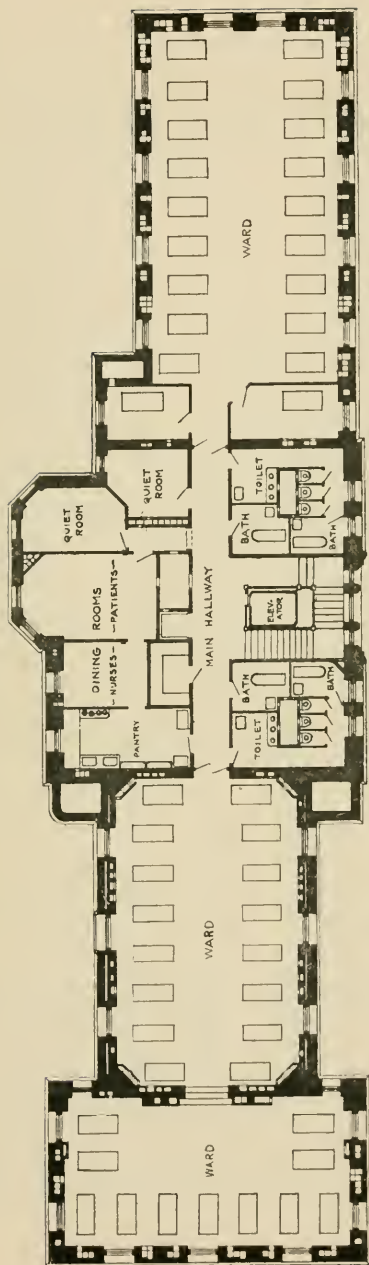 WARD
QUIET
ROOM
QUIET
ROOM
TOILET
BATH
BATH
DINING ROOMS
NURSES
PATIENTS
MAIN HALLWAY
ELEV-
ATOR
PANTRY
BATH
BATH
TOILET
WARD
WARD